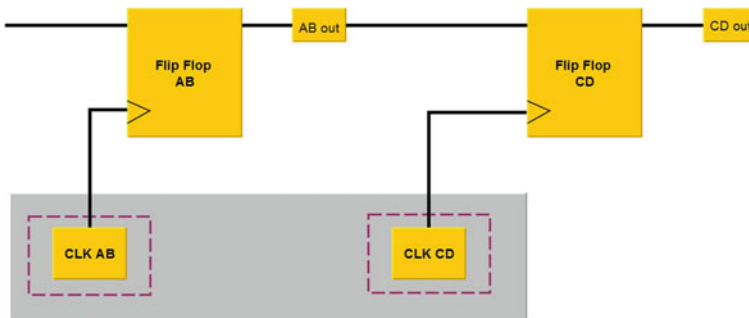 AB out
CD out
Flip Flop
AB
Flip Flop
CD
CLK AB
CLK CD